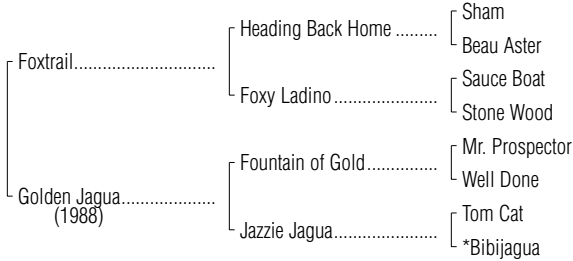 Sham
Heading Back Home .........
Beau Aster
Foxtrail..............................
Sauce Boat
Foxy Ladino ......................
Stone Wood
Mr. Prospector
Fountain of Gold...............
Well Done
Golden Jagua....................
(1988)
Tom Cat
Jazzie Jagua......................
*Bibijagua